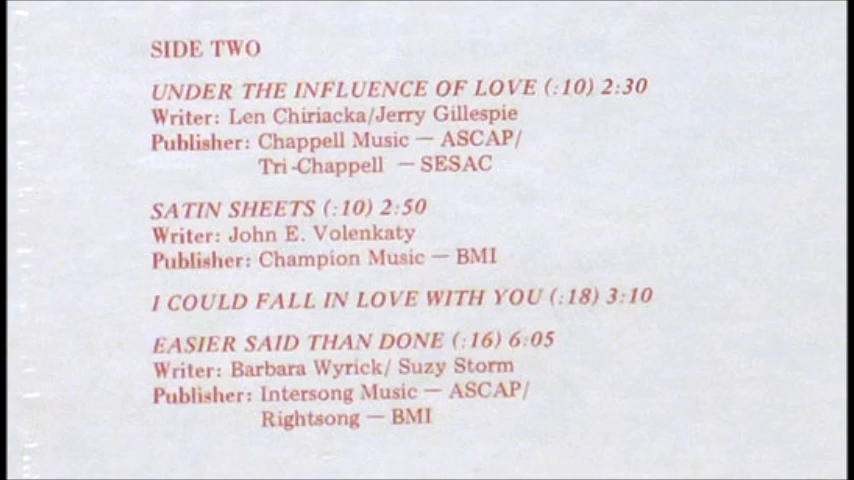 SIDE TWO
UNDER THE INFLUENCE OF LOVE (:10) 2:30
Writer: Len Chiriacka/Jerry Gillespie
Publisher: Chappell Music — ASCAP/
Tri-Chappell — SESAC
SATIN SHEETS (:10) 2:50
Writer: John E. Volenkaty
Publisher: Champion Music — BMI
I COULD FALL IN LOVE WITH YOU (:18) 3:10
EASIER SAID THAN DONE (:16) 6:05
Writer: Barbara Wyrick/ Suzy Storm
Publisher: Intersong Music — ASCAP/
Rightsong — BMI